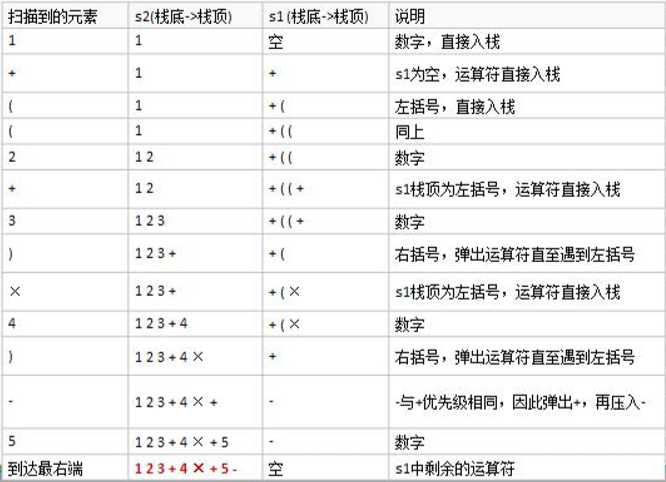 扫描到的元素 s2(栈底->栈顶) s1 (栈底->栈顶) 说明
1 1 空 数字，直接入栈
+ 1 + s1为空，运算符直接入栈
( 1 + ( 左括号，直接入栈
( 1 + ( ( 同上
2 1 2 + ( ( 数字
+ 1 2 + ( ( + s1栈顶为左括号，运算符直接入栈
3 1 2 3 + ( ( + 数字
) 1 2 3 + + ( 右括号，弹出运算符直至遇到左括号
× 1 2 3 + + ( × s1栈顶为左括号，运算符直接入栈
4 1 2 3 + 4 + ( × 数字
) 1 2 3 + 4 × + 右括号，弹出运算符直至遇到左括号
- 1 2 3 + 4 × + - -与+优先级相同，因此弹出+，再压入-
5 1 2 3 + 4 × + 5 - 数字
到达最右端 1 2 3 + 4 × + 5 - 空 s1中剩余的运算符